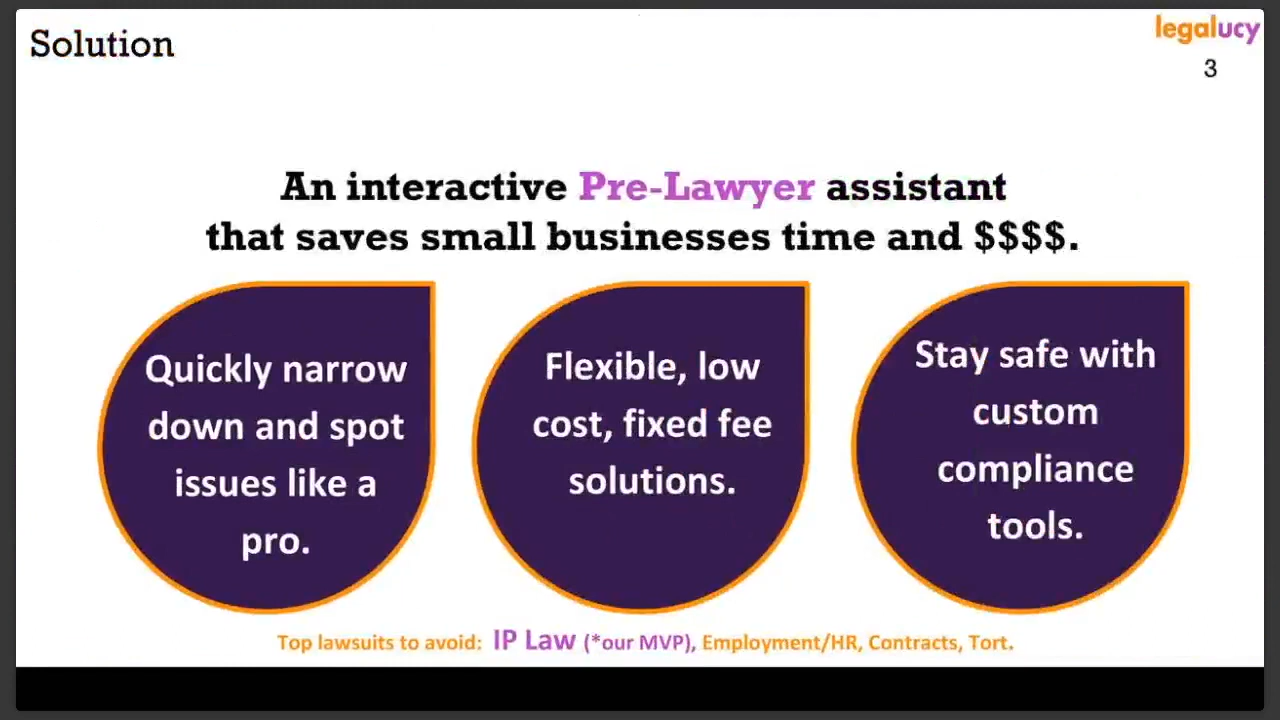 Solution
legalucy
3
An interactive Pre-Lawyer assistant
that saves small businesses time and $$$$.
Quickly narrow
down and spot
issues like a
pro.
Flexible, low
cost, fixed fee
solutions.
Stay safe with
custom
compliance
tools.
Top lawsuits to avoid: IP Law (*our MVP), Employment/HR, Contracts, Tort.